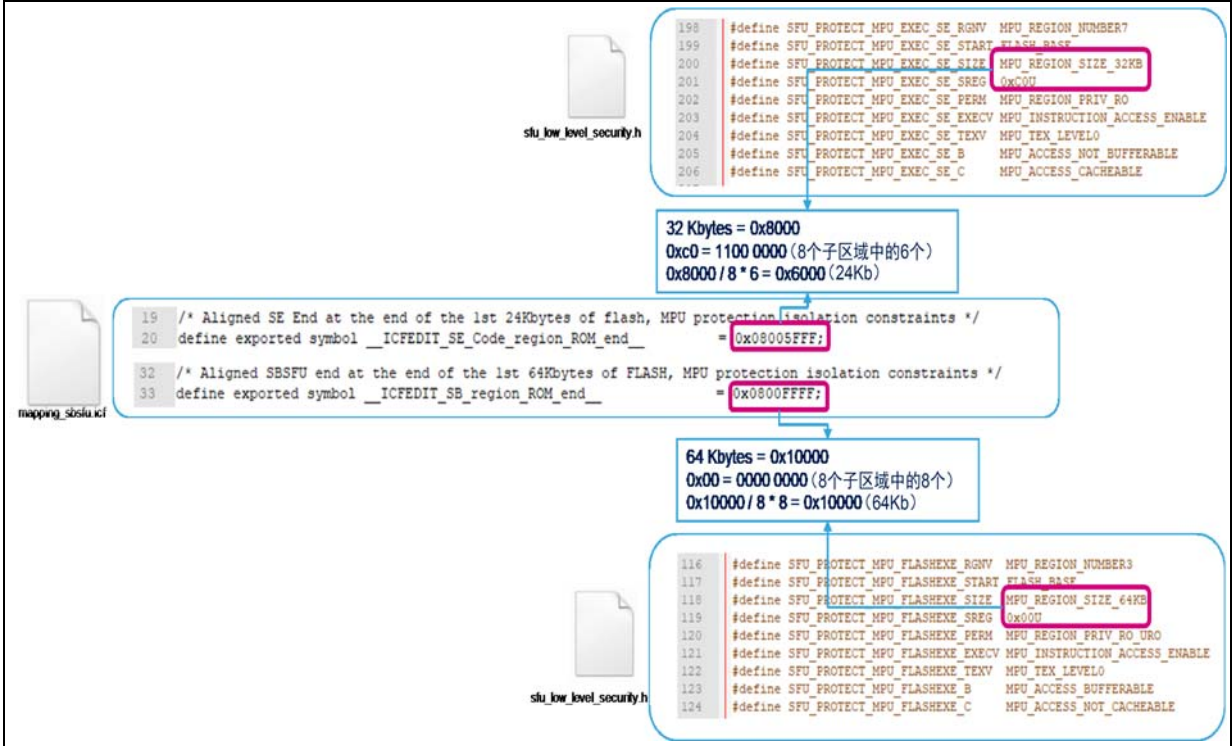 198 #define SFU_PROTECT_MPU_EXEC_SE_RGNV MPU_REGION_NUMBER7
199 #define SFU_PROTECT_MPU_EXEC_SE_START FLASH_BASE
200 #define SFU_PROTECT_MPU_EXEC_SE_SIZE MPU_REGION_SIZE_32KB
201 #define SFU_PROTECT_MPU_EXEC_SE_SREG 0xC0U
202 #define SFU_PROTECT_MPU_EXEC_SE_PERM MPU_REGION_PRIV_RO
203 #define SFU_PROTECT_MPU_EXEC_SE_EXECV MPU_INSTRUCTION_ACCESS_ENABLE
204 #define SFU_PROTECT_MPU_EXEC_SE_TEXV MPU_TEX_LEVEL0
205 #define SFU_PROTECT_MPU_EXEC_SE_B MPU_ACCESS_NOT_BUFFERABLE
206 #define SFU_PROTECT_MPU_EXEC_SE_C MPU_ACCESS_CACHEABLE
sfu_low_level_security.h
32 Kbytes = 0x8000
0xc0 = 1100 0000（8个子区域中的6个）
0x8000 / 8 * 6 = 0x6000（24Kb）
19 /* Aligned SE End at the end of the 1st 24Kbytes of flash, MPU protection isolation constraints */
20 define exported symbol __ICFEDIT_SE_Code_region_ROM_end__ = 0x08005FFF;
32 /* Aligned SBSFU end at the end of the 1st 64Kbytes of FLASH, MPU protection isolation constraints */
33 define exported symbol __ICFEDIT_SB_region_ROM_end__ = 0x0800FFFF;
mapping_sbsfu.icf
64 Kbytes = 0x10000
0x00 = 0000 0000（8个子区域中的8个）
0x10000 / 8 * 8 = 0x10000（64Kb）
116 #define SFU_PROTECT_MPU_FLASHEXE_RGNV MPU_REGION_NUMBER3
117 #define SFU_PROTECT_MPU_FLASHEXE_START FLASH_BASE
118 #define SFU_PROTECT_MPU_FLASHEXE_SIZE MPU_REGION_SIZE_64KB
119 #define SFU_PROTECT_MPU_FLASHEXE_SREG 0x00U
120 #define SFU_PROTECT_MPU_FLASHEXE_PERM MPU_REGION_PRIV_RO_URO
121 #define SFU_PROTECT_MPU_FLASHEXE_EXECV MPU_INSTRUCTION_ACCESS_ENABLE
122 #define SFU_PROTECT_MPU_FLASHEXE_TEXV MPU_TEX_LEVEL0
123 #define SFU_PROTECT_MPU_FLASHEXE_B MPU_ACCESS_BUFFERABLE
124 #define SFU_PROTECT_MPU_FLASHEXE_C MPU_ACCESS_NOT_CACHEABLE
sfu_low_level_security.h